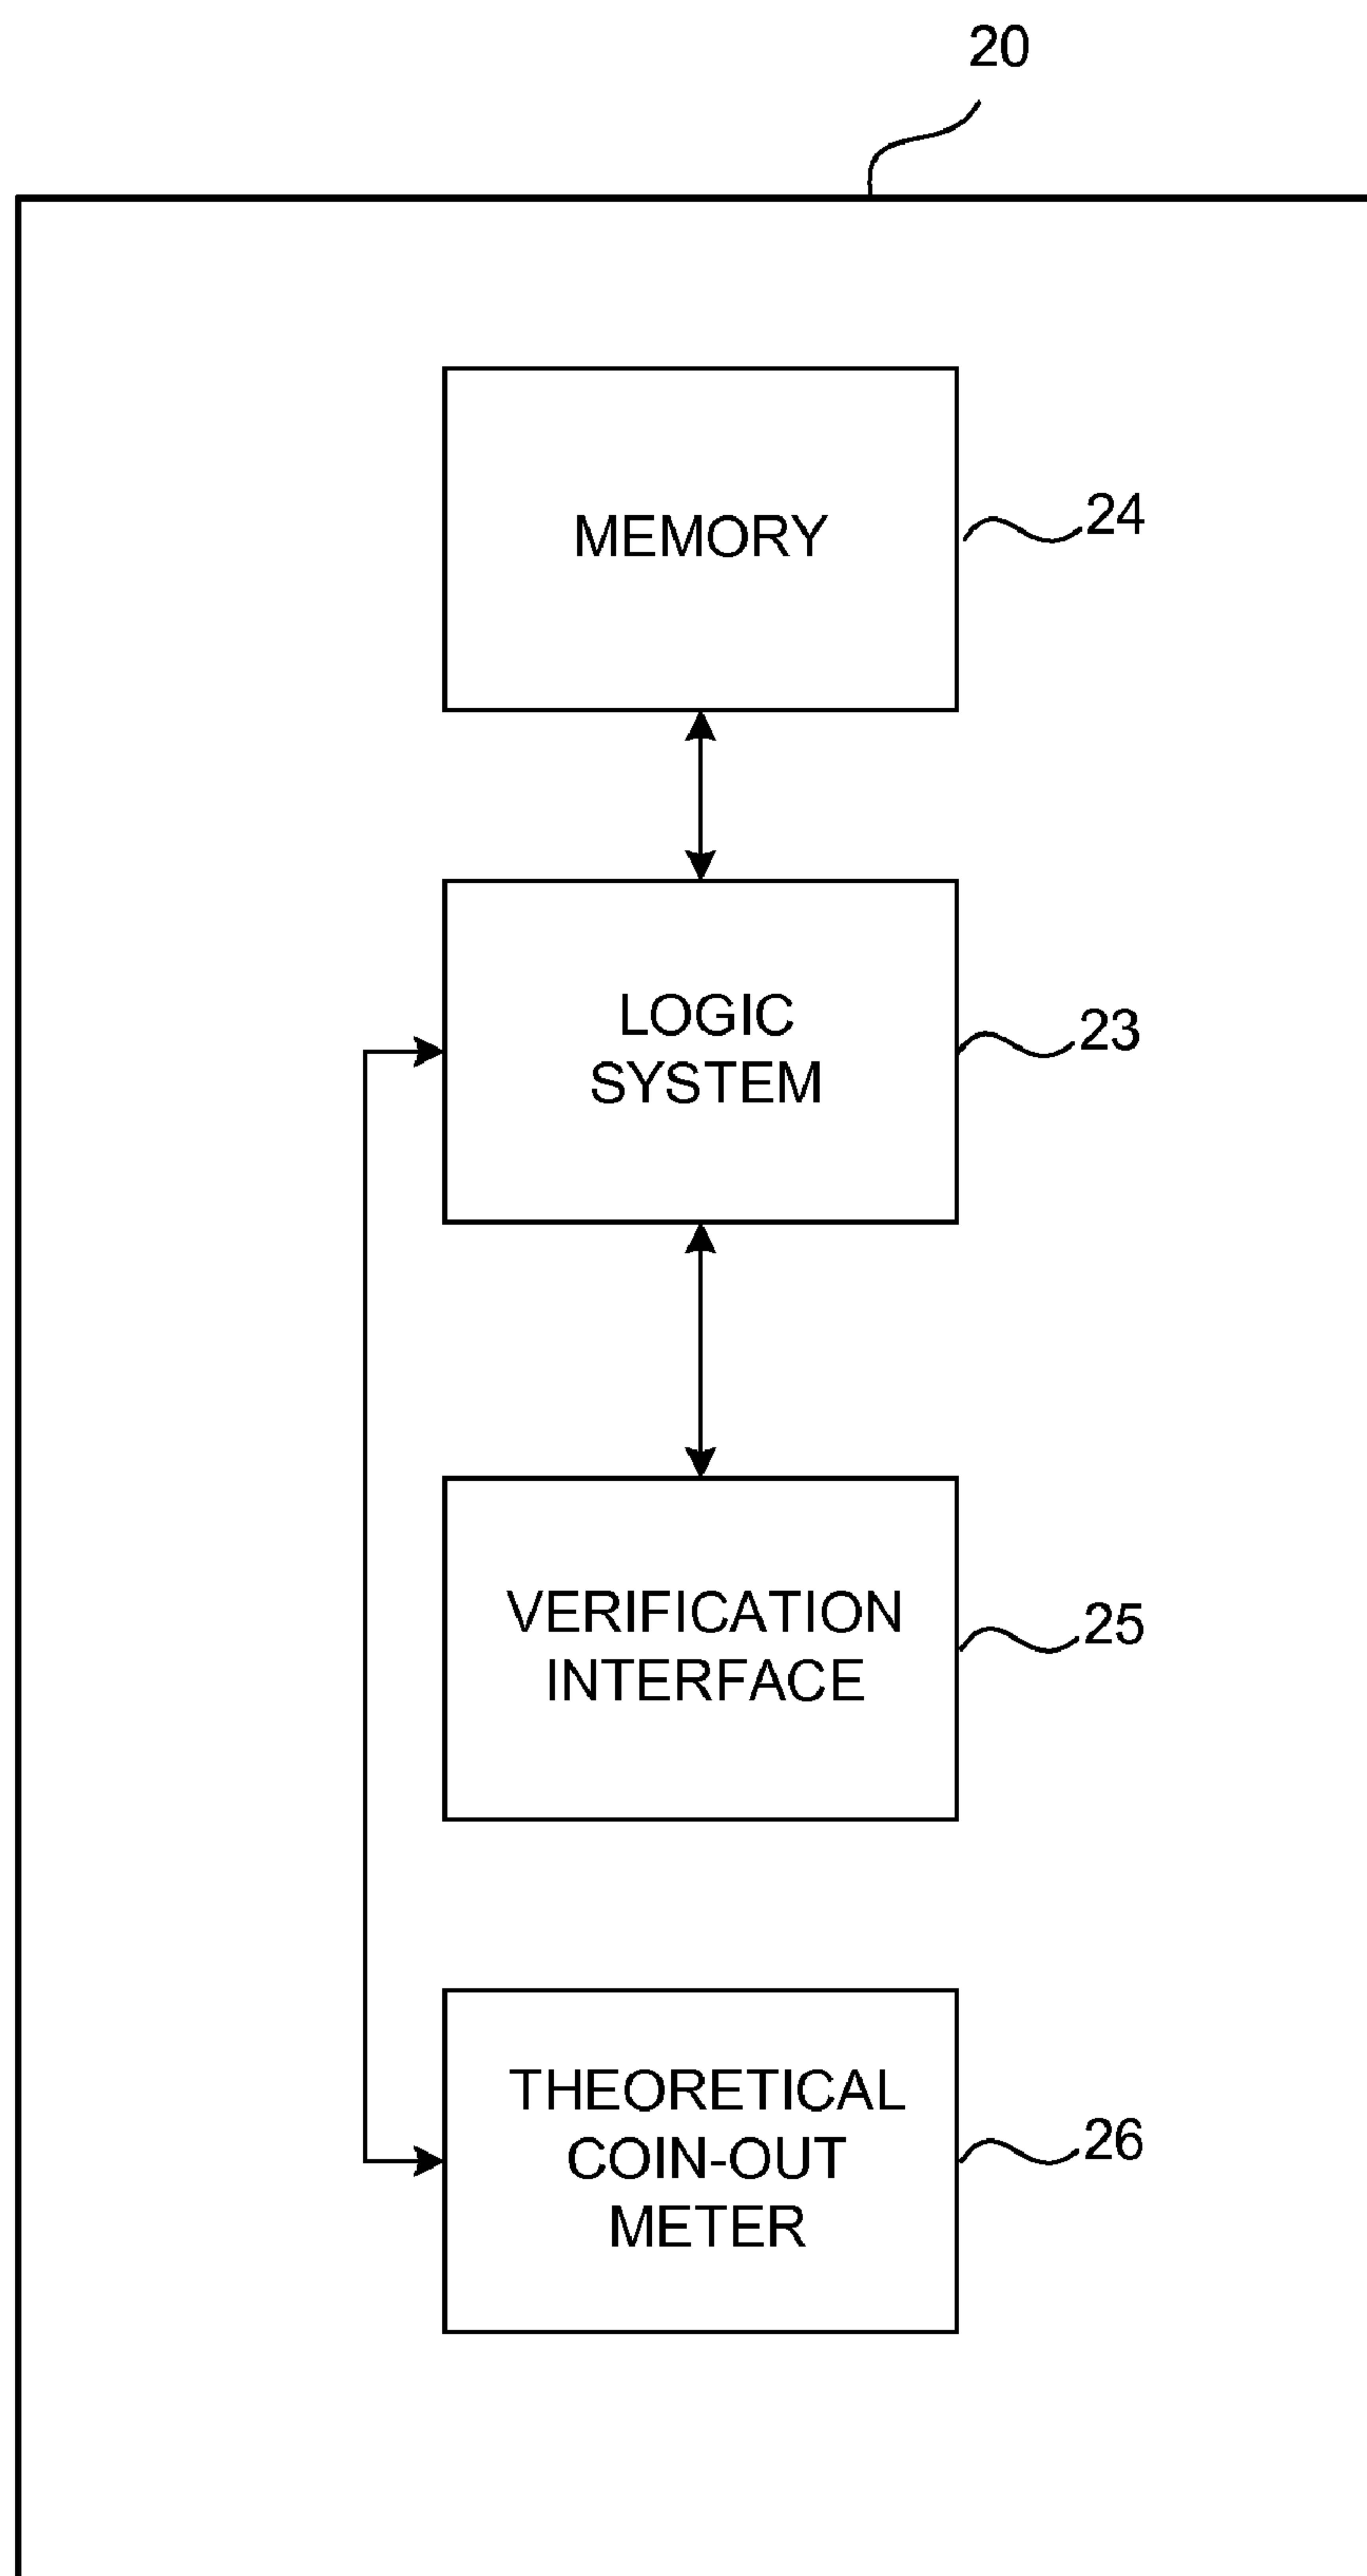 20
MEMORY
24
LOGIC
SYSTEM
23
VERIFICATION
INTERFACE
25
THEORETICAL
COIN-OUT
METER
26